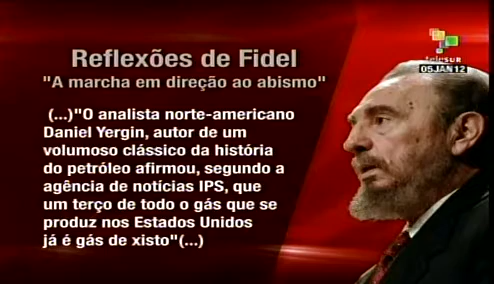 Reflexões de Fidel
"A marcha em direção ao abismo"
(...)"O analista norte-americano
Daniel Yergin, autor de um
volumoso clássico da história
do petróleo afirmou, segundo a
agência de notícias IPS, que
um terço de todo o gás que se
produz nos Estados Unidos
já é gás de xisto"(...)
teleSUR
05JAN12